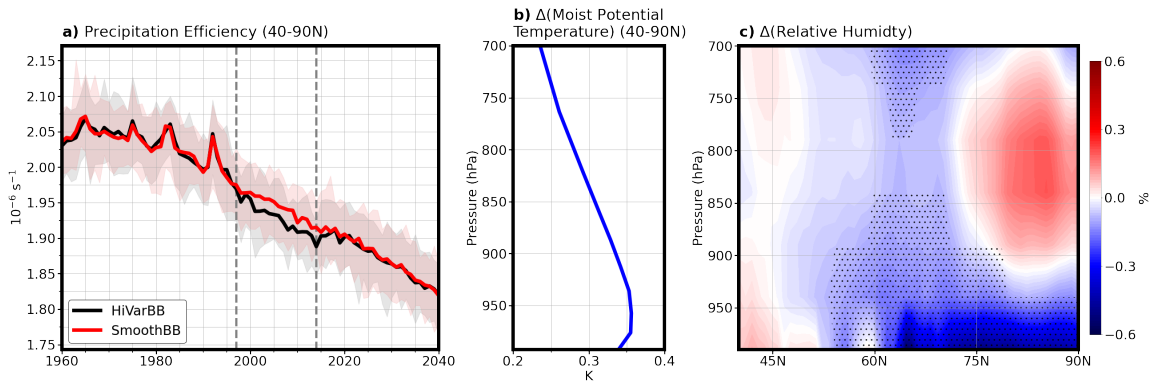 a) Precipitation Efficiency (40-90N)
2.15
2.10
2.05
2.00
1.95
1.90
1.85
1.80
1.75
10⁻⁶ s⁻¹
HiVarBB
SmoothBB
1960 1980 2000 2020 2040
b) Δ(Moist Potential
Temperature) (40-90N)
700
750
800
850
900
950
Pressure (hPa)
0.2 0.3 0.4
K
c) Δ(Relative Humidty)
700
750
800
850
900
950
Pressure (hPa)
45N 60N 75N 90N
0.6
0.3
0.0
−0.3
−0.6
%